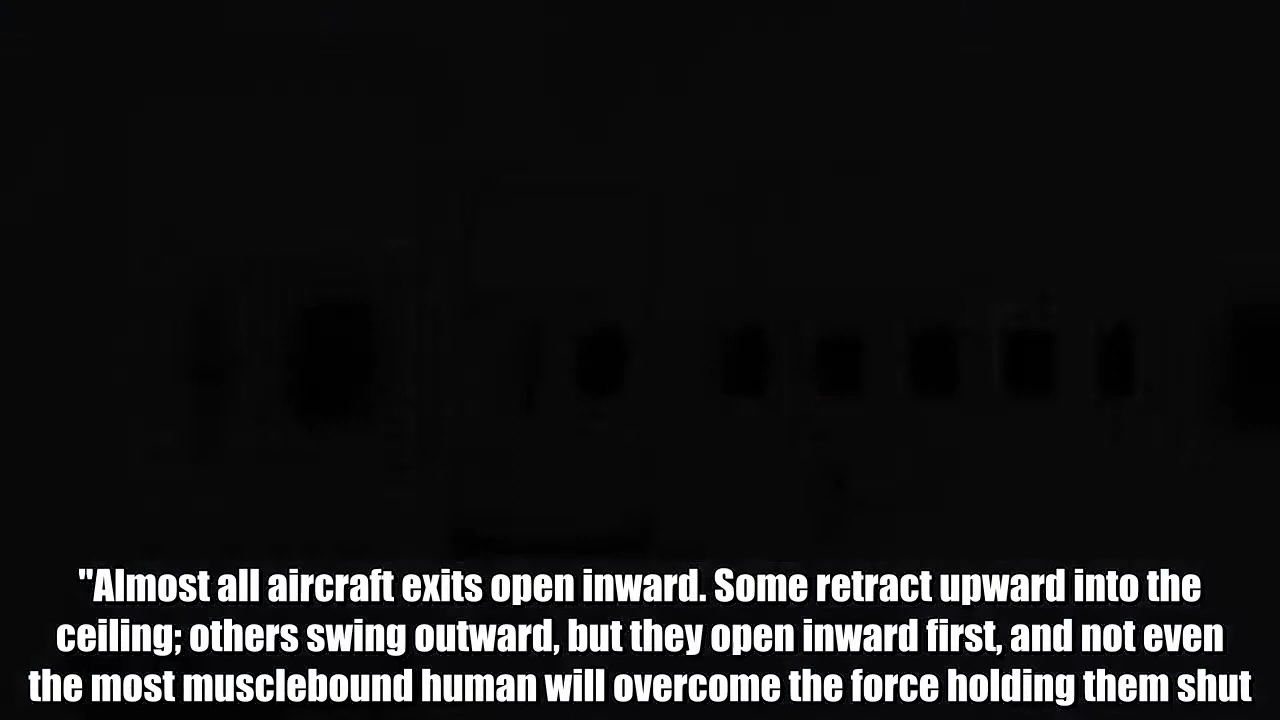 "Almost all aircraft exits open inward. Some retract upward into the
ceiling; others swing outward, but they open inward first, and not even
the most musclebound human will overcome the force holding them shut